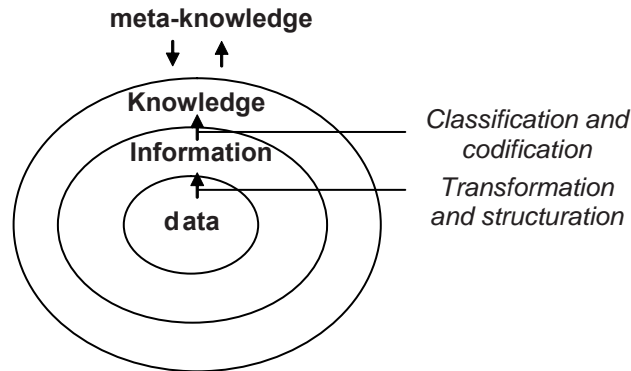 meta-knowledge
Knowledge
Information
data
Classification and
codification
Transformation
and structuration